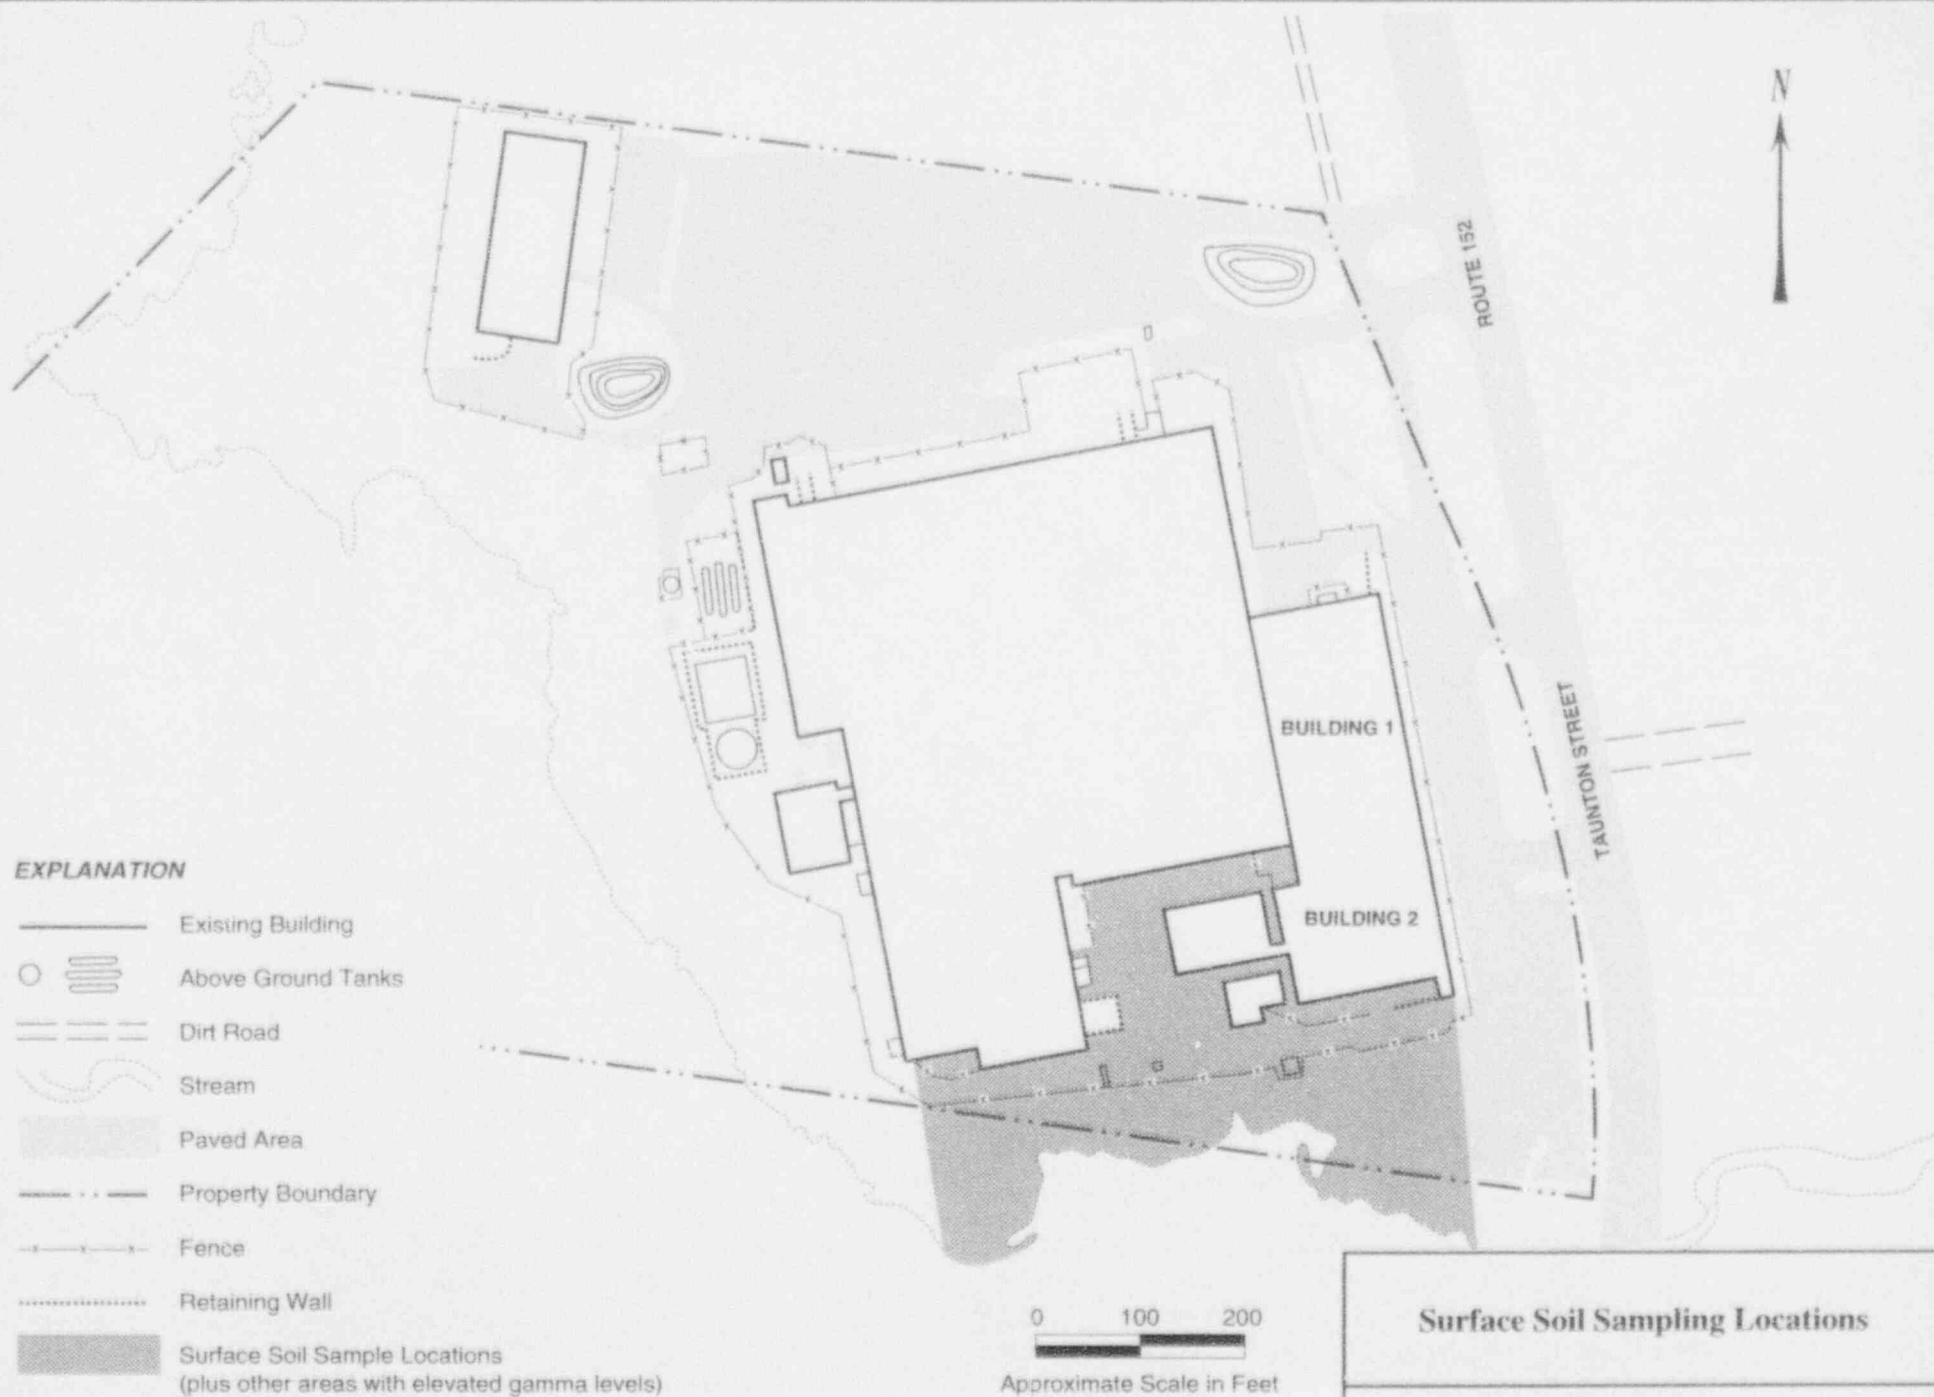 N
ROUTE 152
TAUNTON STREET
BUILDING 1
BUILDING 2
EXPLANATION
Existing Building
Above Ground Tanks
Dirt Road
Stream
Paved Area
Property Boundary
Fence
Retaining Wall
Surface Soil Sample Locations
(plus other areas with elevated gamma levels)
0 100 200
Approximate Scale in Feet
Surface Soil Sampling Locations